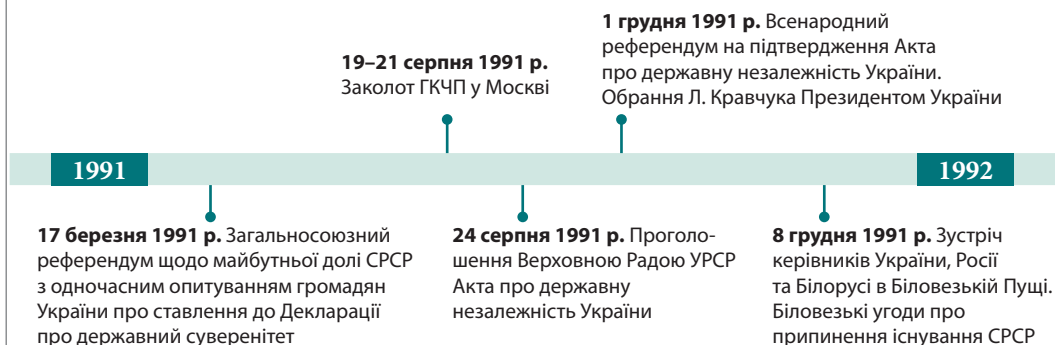 1 грудня 1991 р. Всенародний
референдум на підтвердження Акта
про державну незалежність України.
Обрання Л. Кравчука Президентом України
19–21 серпня 1991 р.
Заколот ГКЧП у Москві
1991
1992
17 березня 1991 р. Загальносоюзний
референдум щодо майбутньої долі СРСР
з одночасним опитуванням громадян
України про ставлення до Декларації
про державний суверенітет
24 серпня 1991 р. Проголо-
шення Верховною Радою УРСР
Акта про державну
незалежність України
8 грудня 1991 р. Зустріч
керівників України, Росії
та Білорусі в Біловезькій Пущі.
Біловезькі угоди про
припинення існування СРСР